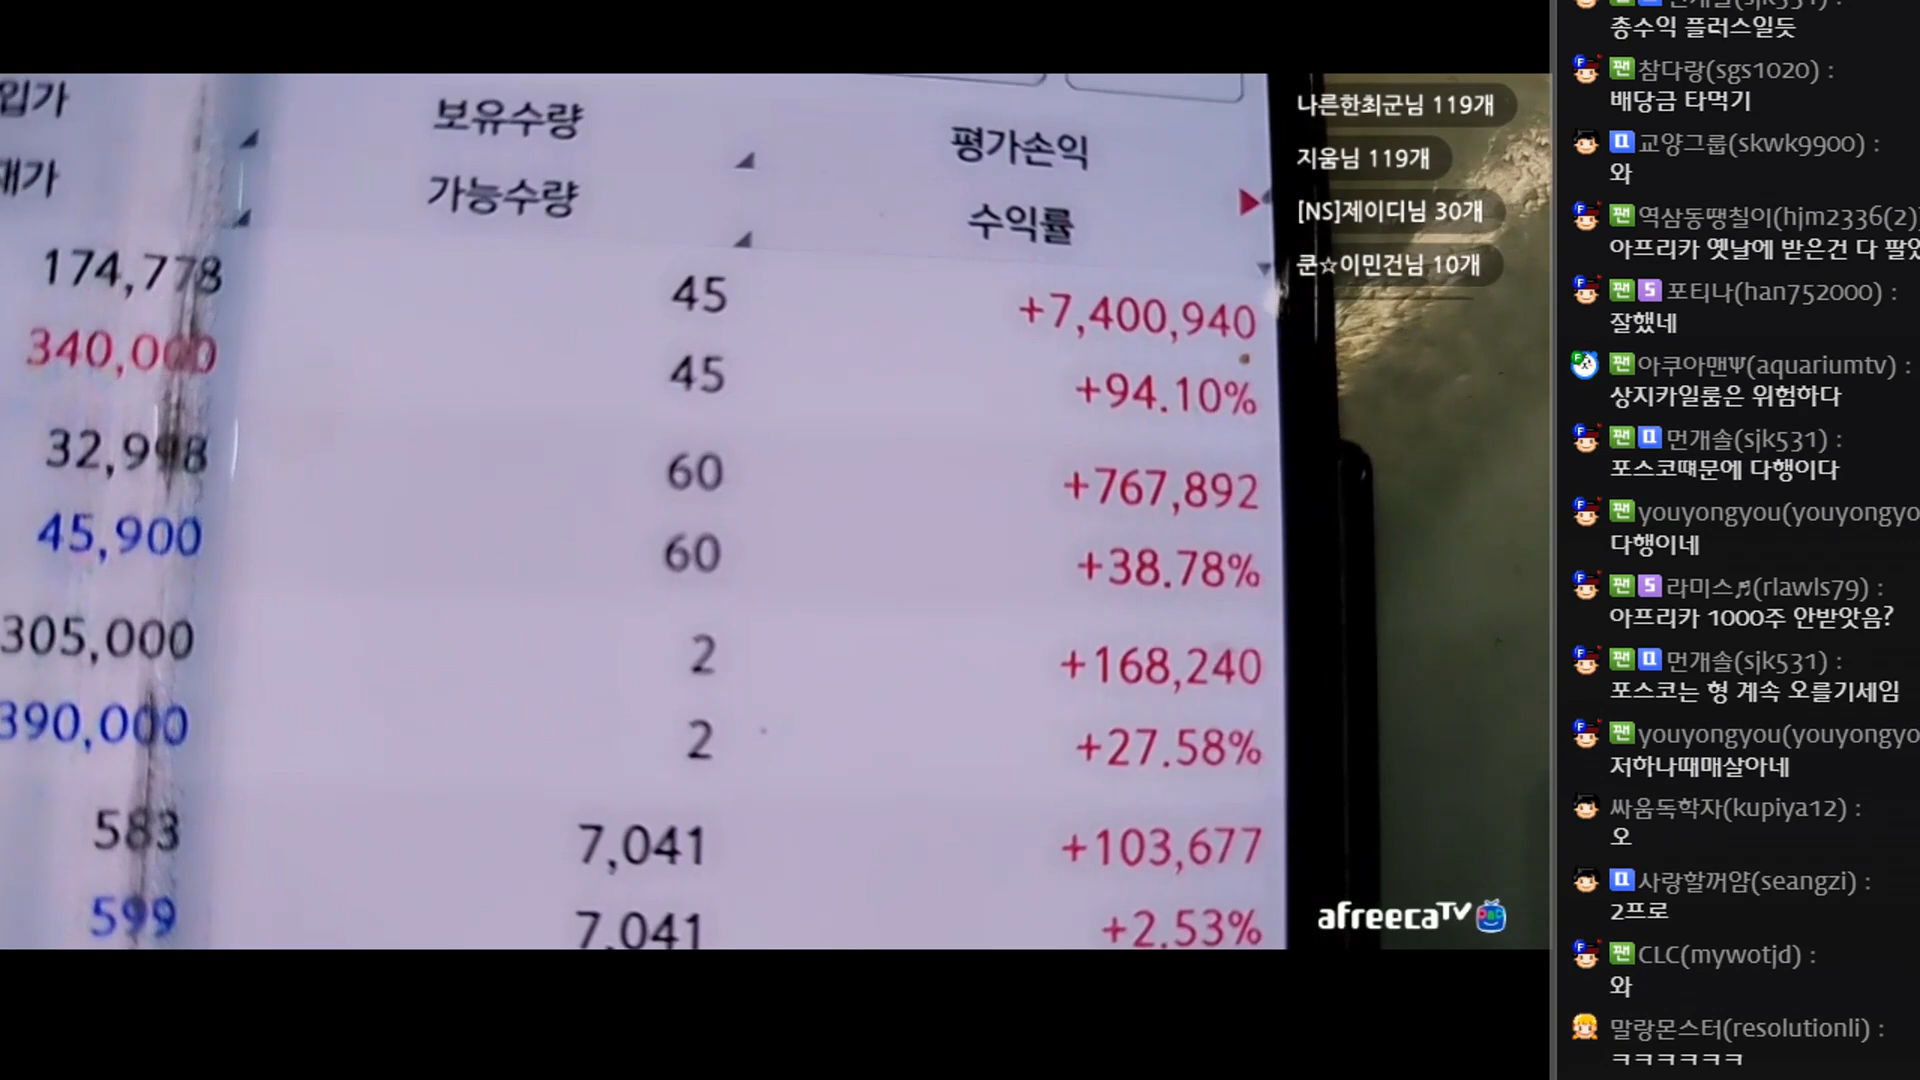 입가
재가
보유수량
가능수량
평가손익
수익률
174,778
45
+7,400,940
340,000
45
+94.10%
32,998
60
+767,892
45,900
60
+38.78%
305,000
2
+168,240
390,000
2
+27.58%
583
7,041
+103,677
599
7,041
+2.53%
나른한최군님 119개
지움님 119개
[NS]제이디님 30개
쿤☆이민건님 10개
afreecaTV
총수익 플러스일듯
팬 참다랑(sgs1020) :
배당금 타먹기
교양그룹(skwk9900) :
와
팬 역삼동땡칠이(hjm2336(2)
아프리카 옛날에 받은건 다 팔았
팬 S 포티나(han752000) :
잘했네
팬 아쿠아맨Ψ(aquariumtv) :
상지카일룸은 위험하다
팬 먼개솔(sjk531) :
포스코떄문에 다행이다
팬 youyongyou(youyongyo
다행이네
팬 S 라미스♬(rlawls79) :
아프리카 1000주 안받앗음?
팬 먼개솔(sjk531) :
포스코는 형 계속 오를기세임
팬 youyongyou(youyongyo
저하나때매살아네
싸움독학자(kupiya12) :
오
사랑할꺼얌(seangzi) :
2프로
팬 CLC(mywotjd) :
와
말랑몬스터(resolutionli) :
ㅋㅋㅋㅋㅋㅋ